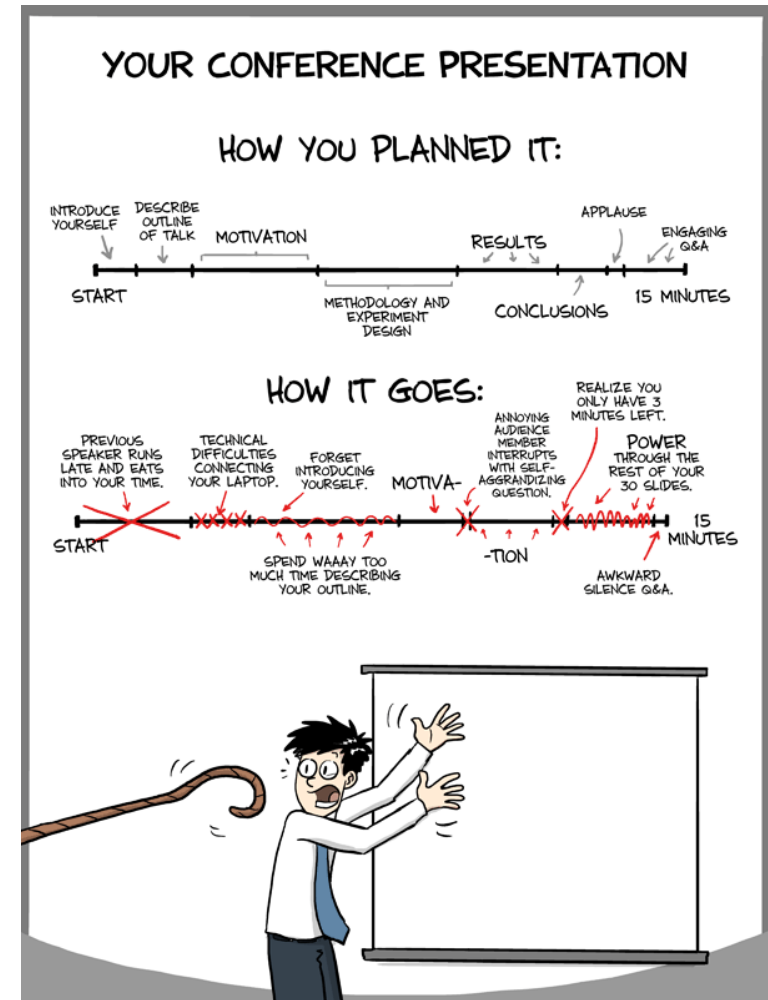 YOUR CONFERENCE PRESENTATION
HOW YOU PLANNED IT:
INTRODUCE
YOURSELF
DESCRIBE
OUTLINE
OF TALK
MOTIVATION
METHODOLOGY AND
EXPERIMENT
DESIGN
RESULTS
CONCLUSIONS
APPLAUSE
ENGAGING
Q&A
START
15 MINUTES
HOW IT GOES:
PREVIOUS
SPEAKER RUNS
LATE AND EATS
INTO YOUR TIME.
TECHNICAL
DIFFICULTIES
CONNECTING
YOUR LAPTOP.
FORGET
INTRODUCING
YOURSELF.
SPEND WAAAY TOO
MUCH TIME DESCRIBING
YOUR OUTLINE.
MOTIVA-
ANNOYING
AUDIENCE
MEMBER
INTERRUPTS
WITH SELF-
AGGRANDIZING
QUESTION.
-TION
REALIZE YOU
ONLY HAVE 3
MINUTES LEFT.
POWER
THROUGH THE
REST OF YOUR
30 SLIDES.
AWKWARD
SILENCE Q&A.
START
15
MINUTES